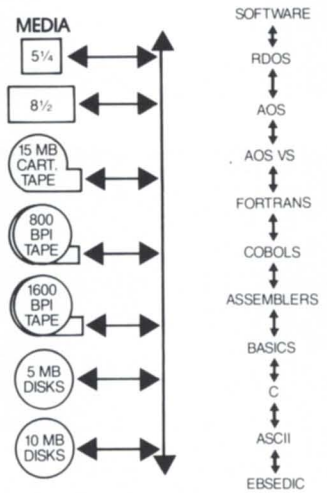 MEDIA
5¼
8½
15 MB
CART.
TAPE
800
BPI
TAPE
1600
BPI
TAPE
5 MB
DISKS
10 MB
DISKS
SOFTWARE
RDOS
AOS
AOS VS
FORTRANS
COBOLS
ASSEMBLERS
BASICS
C
ASCII
EBSEDIC